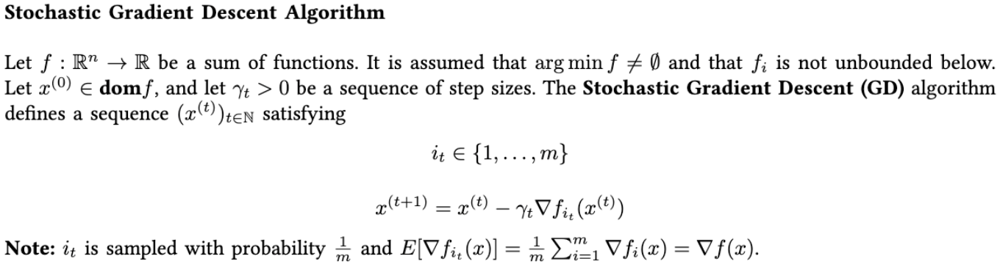 Stochastic Gradient Descent Algorithm
Let $f : \mathbb{R}^n \to \mathbb{R}$ be a sum of functions. It is assumed that $\arg\min f \neq \emptyset$ and that $f_i$ is not unbounded below.
Let $x^{(0)} \in \mathbf{dom} f$, and let $\gamma_t > 0$ be a sequence of step sizes. The Stochastic Gradient Descent (GD) algorithm
defines a sequence $(x^{(t)})_{t \in \mathbb{N}}$ satisfying
$i_t \in \{1, \ldots, m\}$
$x^{(t+1)} = x^{(t)} - \gamma_t \nabla f_{i_t}(x^{(t)})$
Note: $i_t$ is sampled with probability $\frac{1}{m}$ and $E[\nabla f_{i_t}(x)] = \frac{1}{m} \sum_{i=1}^{m} \nabla f_i(x) = \nabla f(x)$.